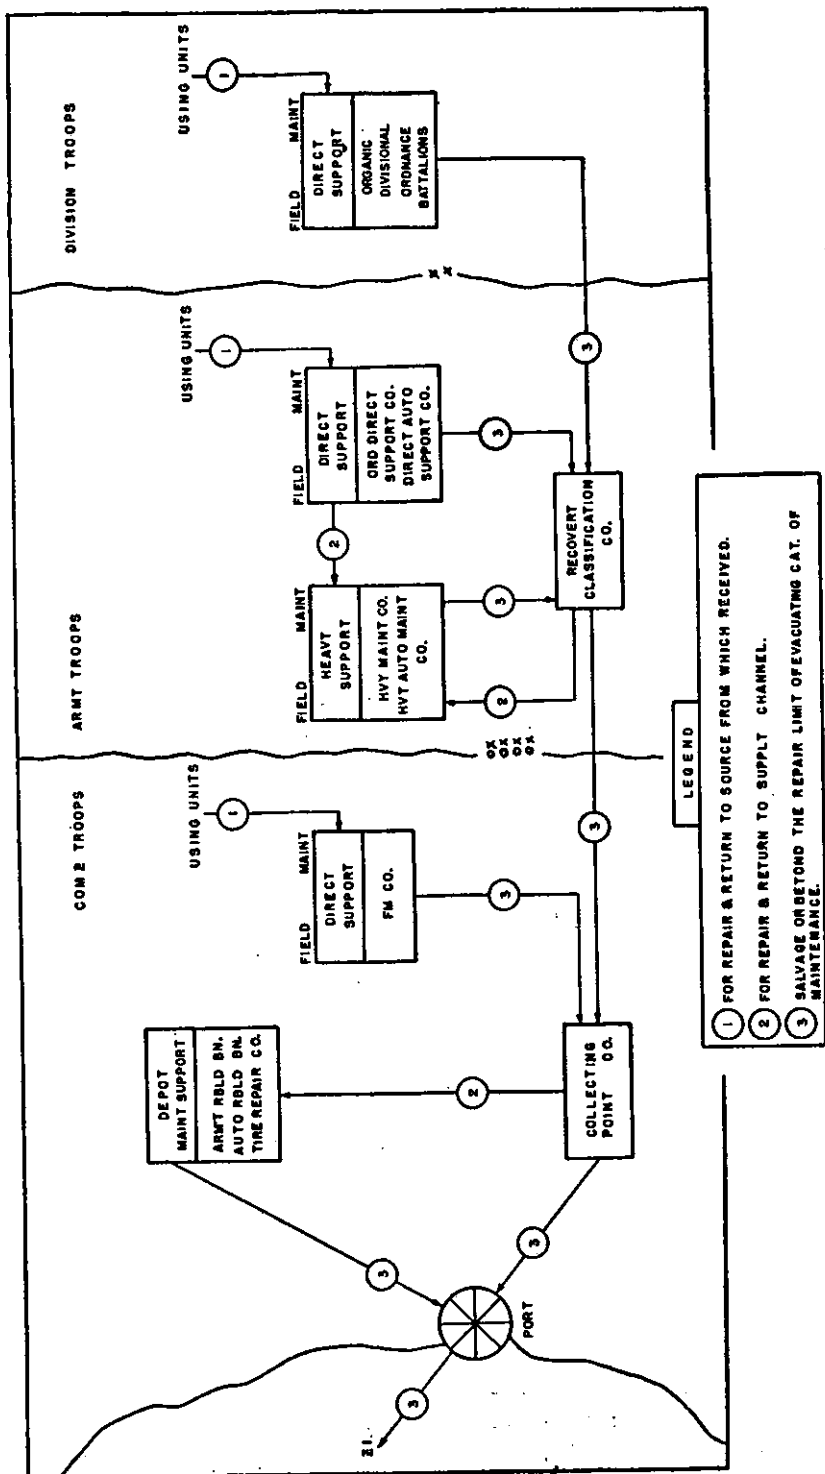 COM Z TROOPS
ARMY TROOPS
DIVISION TROOPS
USING UNITS
1
USING UNITS
1
USING UNITS
1
DEPOT
MAINT SUPPORT
ARM'T RBLD BN.
AUTO RBLD BN.
TIRE REPAIR CO.
FIELD MAINT
DIRECT
SUPPORT
FM CO.
FIELD MAINT
HEAVY
SUPPORT
HVY MAINT CO.
HVY AUTO MAINT
CO.
2
FIELD MAINT
DIRECT
SUPPORT
ORD DIRECT
SUPPORT CO.
DIRECT AUTO
SUPPORT CO.
FIELD MAINT
DIRECT
SUPPORT
ORGANIC
DIVISIONAL
ORDNANCE
BATTALIONS
XX
3
2
3
2
3
3
ZI.
3
PORT
3
COLLECTING
POINT CO.
3
RECOVERY
CLASSIFICATION
CO.
3
LEGEND
1 FOR REPAIR & RETURN TO SOURCE FROM WHICH RECEIVED.
2 FOR REPAIR & RETURN TO SUPPLY CHANNEL.
3 SALVAGE OR BEYOND THE REPAIR LIMIT OF EVACUATING CAT. OF
MAINTENANCE.